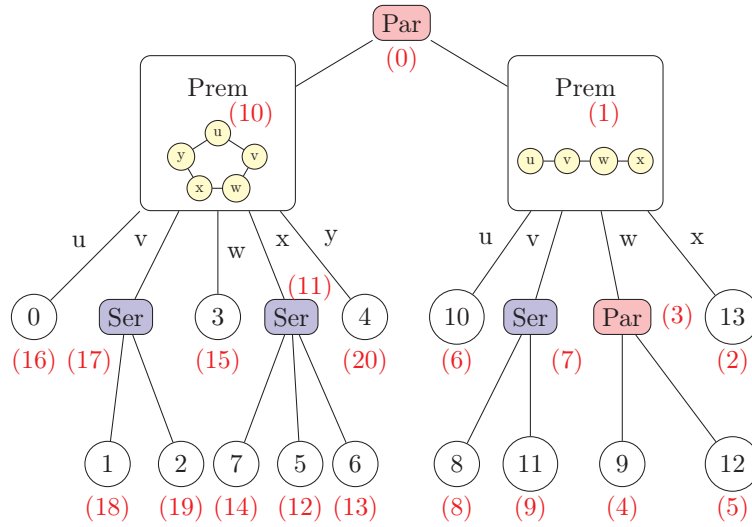 Par
(0)
Prem
(10)
u
y
v
x
w
Prem
(1)
u
v
w
x
u
v
w
x
y
u
v
w
x
0
(16)
Ser
(17)
3
(15)
(11)
Ser
4
(20)
10
(6)
Ser
(7)
Par
(3)
13
(2)
1
(18)
2
(19)
7
(14)
5
(12)
6
(13)
8
(8)
11
(9)
9
(4)
12
(5)